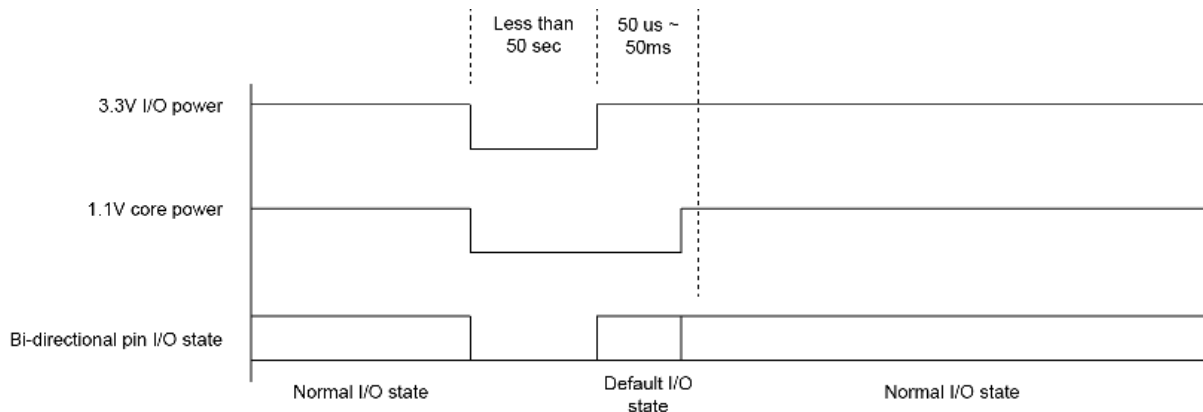 Less than
50 sec
50 us ~
50ms
3.3V I/O power
1.1V core power
Bi-directional pin I/O state
Normal I/O state
Default I/O
state
Normal I/O state